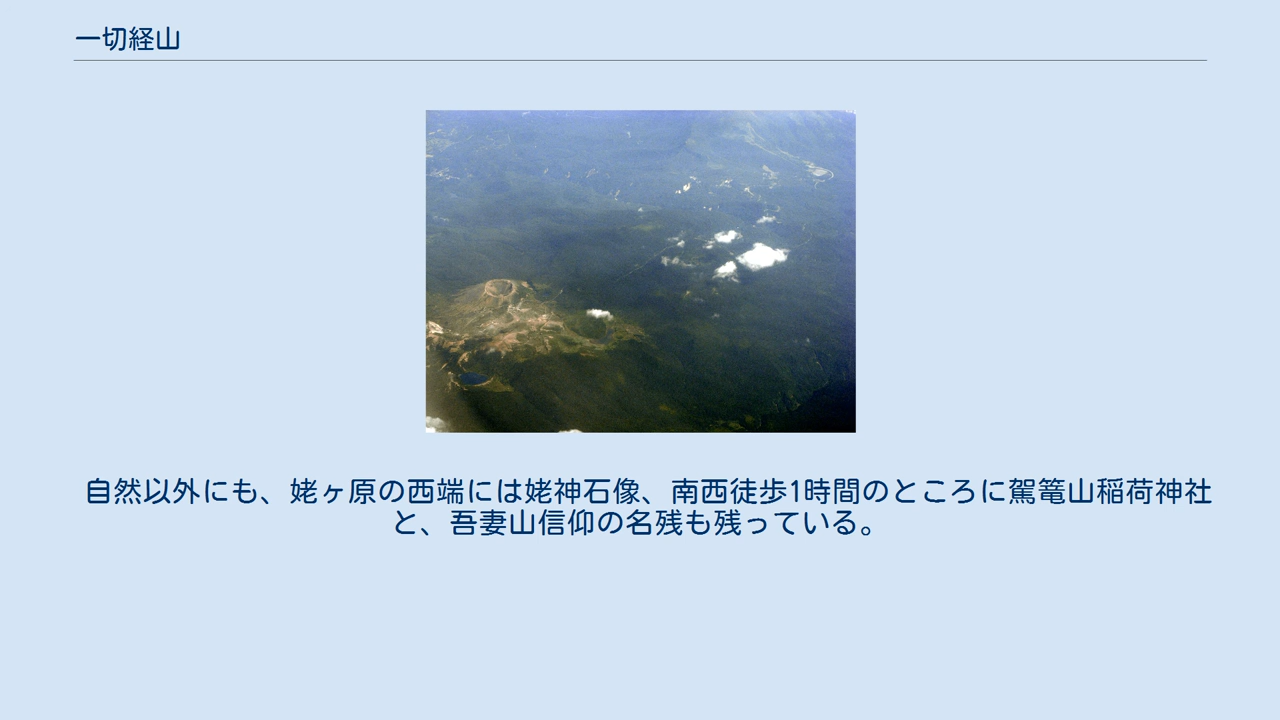 一切経山
自然以外にも、姥ヶ原の西端には姥神石像、南西徒歩1時間のところに駕篭山稲荷神社
と、吾妻山信仰の名残も残っている。